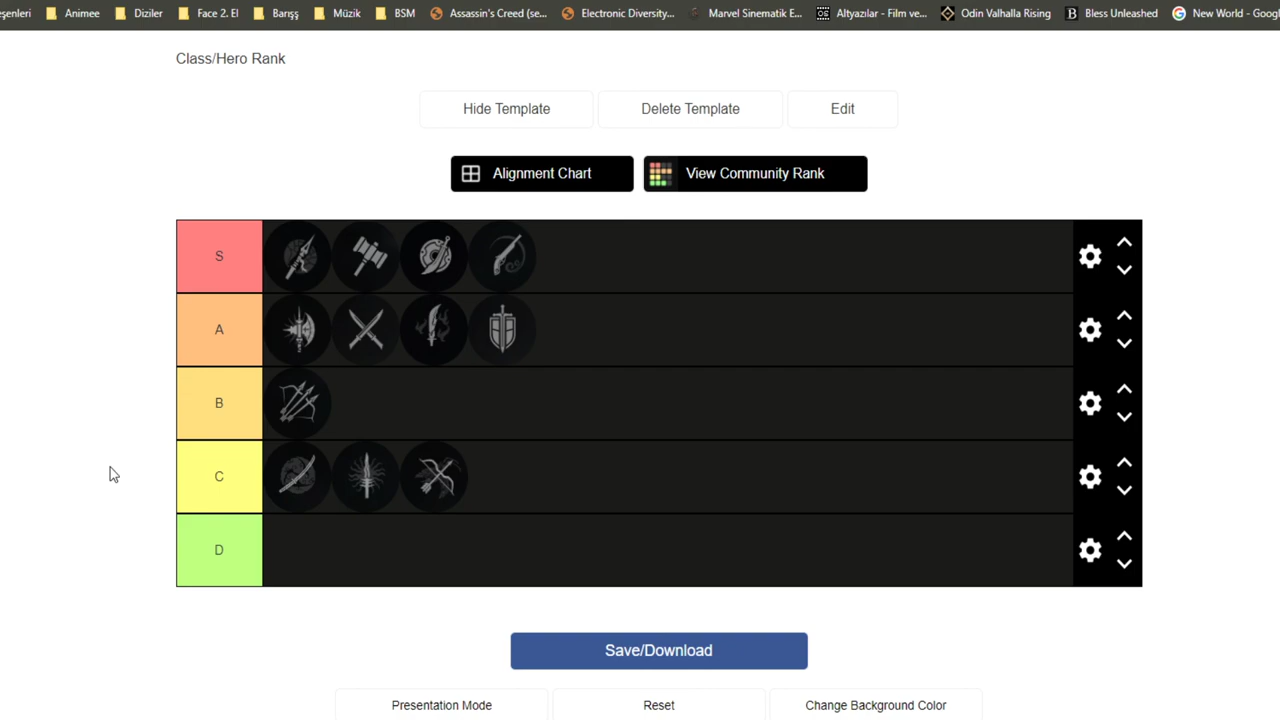 eşenleri Animee Diziler Face 2. El Barışş Müzik BSM Assassin's Creed (se... Electronic Diversity... Marvel Sinematik E... Altyazılar - Film ve... Odin Valhalla Rising Bless Unleashed New World - Goog
Class/Hero Rank
Hide Template Delete Template Edit
Alignment Chart View Community Rank
S
A
B
C
D
Save/Download
Presentation Mode Reset Change Background Color